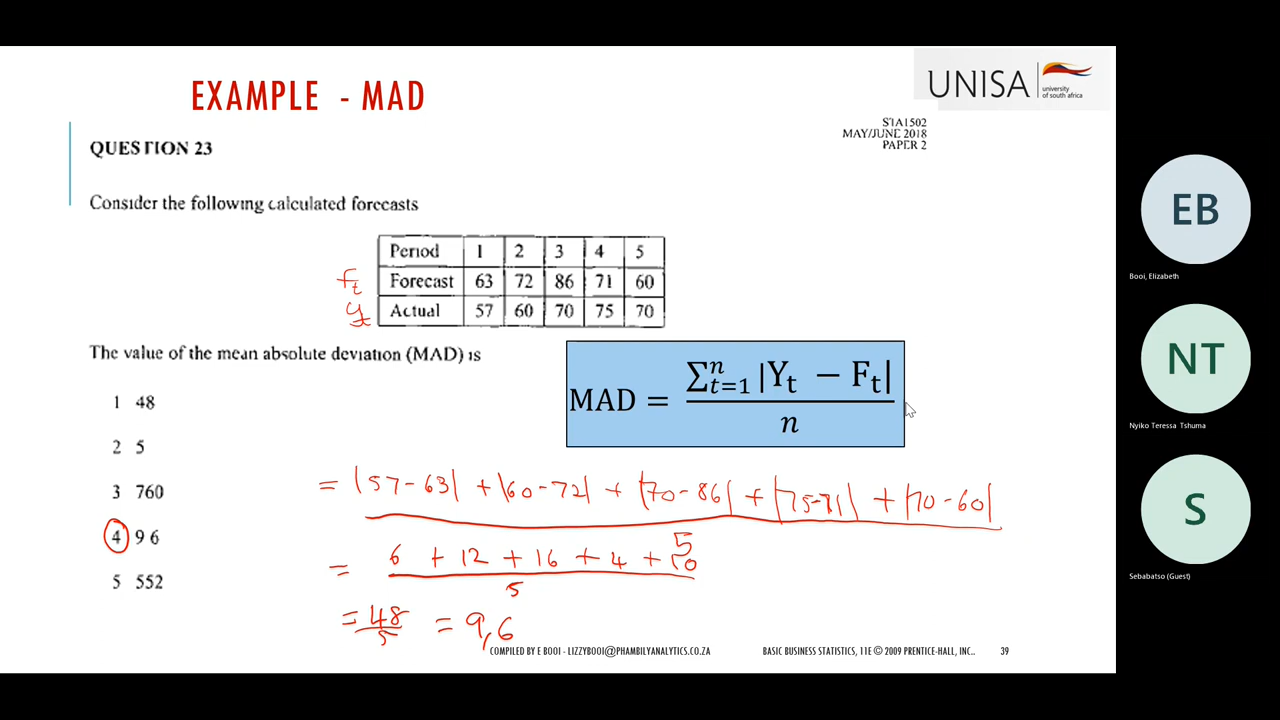 EXAMPLE - MAD
UNISA
university
of south africa
STA1502
MAY/JUNE 2018
PAPER 2
QUESTION 23
Consider the following calculated forecasts
Period 1 2 3 4 5
Ft Forecast 63 72 86 71 60
yt Actual 57 60 70 75 70
The value of the mean absolute deviation (MAD) is
MAD = ∑ⁿₜ₌₁ |Yt − Ft| / n
1 48
2 5
3 760
4 9 6
5 552
= |57-63| + |60-72| + |70-86| + |75-71| + |70-60|
5
= 6 + 12 + 16 + 4 + 10
5
= 48/5 = 9,6
COMPILED BY E BOOI - LIZZYBOOI@PHAMBILYANALYTICS.CO.ZA BASIC BUSINESS STATISTICS, 11E © 2009 PRENTICE-HALL, INC.. 39
EB
Booi, Elizabeth
NT
Nyiko Teressa Tshuma
S
Sebabatso (Guest)